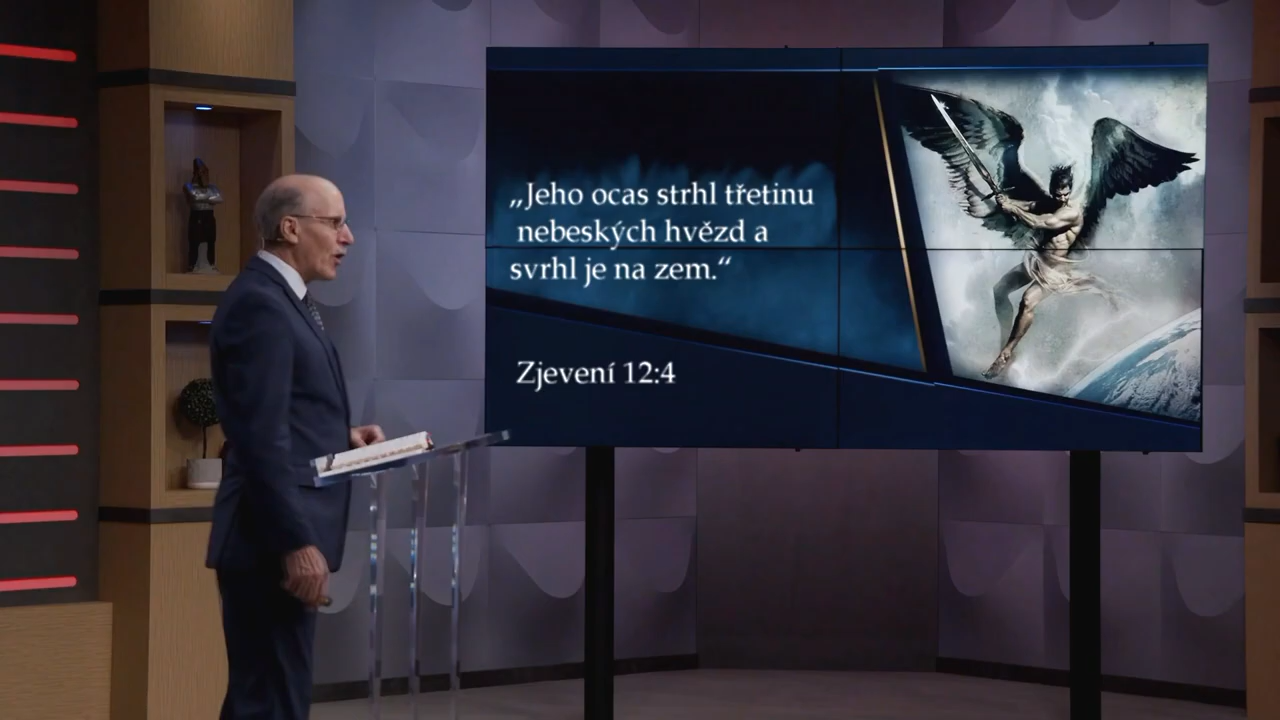 „Jeho ocas strhl třetinu
nebeských hvězd a
svrhl je na zem.“
Zjevení 12:4